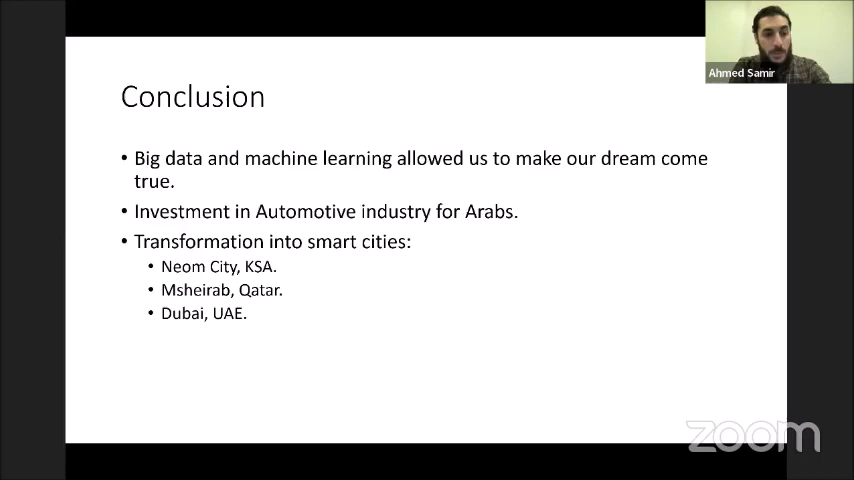 Ahmed Samir
Conclusion
• Big data and machine learning allowed us to make our dream come
true.
• Investment in Automotive industry for Arabs.
• Transformation into smart cities:
• Neom City, KSA.
• Msheirab, Qatar.
• Dubai, UAE.
zoom